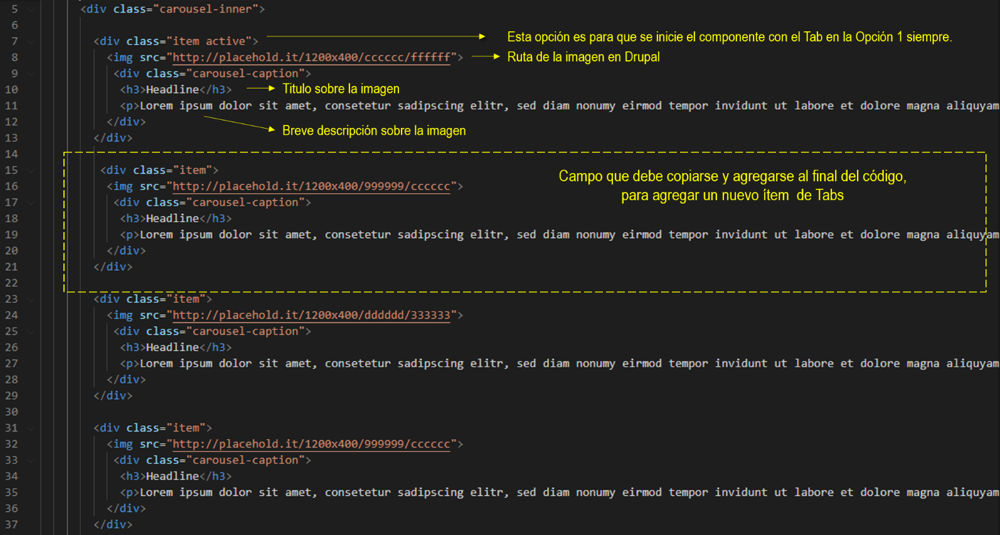 5 <div class="carousel-inner">
6
7 <div class="item active"> Esta opción es para que se inicie el componente con el Tab en la Opción 1 siempre.
8 <img src="http://placehold.it/1200x400/cccccc/ffffff"> Ruta de la imagen en Drupal
9 <div class="carousel-caption">
10 <h3>Headline</h3> Titulo sobre la imagen
11 <p>Lorem ipsum dolor sit amet, consetetur sadipscing elitr, sed diam nonumy eirmod tempor invidunt ut labore et dolore magna aliquyam
12 </div>
Breve descripción sobre la imagen
13 </div>
14
15 <div class="item">
Campo que debe copiarse y agregarse al final del código,
16 <img src="http://placehold.it/1200x400/999999/cccccc">
para agregar un nuevo ítem de Tabs
17 <div class="carousel-caption">
18 <h3>Headline</h3>
19 <p>Lorem ipsum dolor sit amet, consetetur sadipscing elitr, sed diam nonumy eirmod tempor invidunt ut labore et dolore magna aliquyam
20 </div>
21 </div>
22
23 <div class="item">
24 <img src="http://placehold.it/1200x400/dddddd/333333">
25 <div class="carousel-caption">
26 <h3>Headline</h3>
27 <p>Lorem ipsum dolor sit amet, consetetur sadipscing elitr, sed diam nonumy eirmod tempor invidunt ut labore et dolore magna aliquyam
28 </div>
29 </div>
30
31 <div class="item">
32 <img src="http://placehold.it/1200x400/999999/cccccc">
33 <div class="carousel-caption">
34 <h3>Headline</h3>
35 <p>Lorem ipsum dolor sit amet, consetetur sadipscing elitr, sed diam nonumy eirmod tempor invidunt ut labore et dolore magna aliquyam
36 </div>
37 </div>